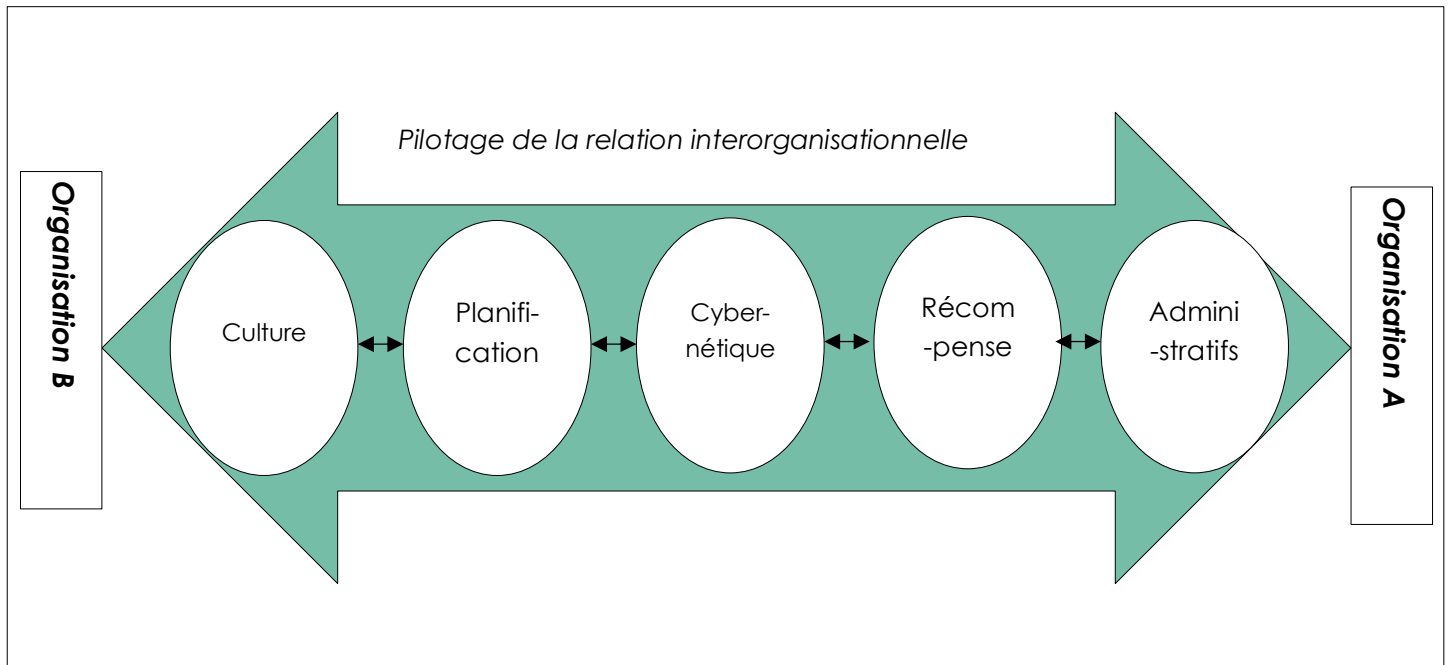 Pilotage de la relation interorganisationnelle
Organisation B
Culture
Planifi-
cation
Cyber-
nétique
Récom
-pense
Admini
-stratifs
Organisation A